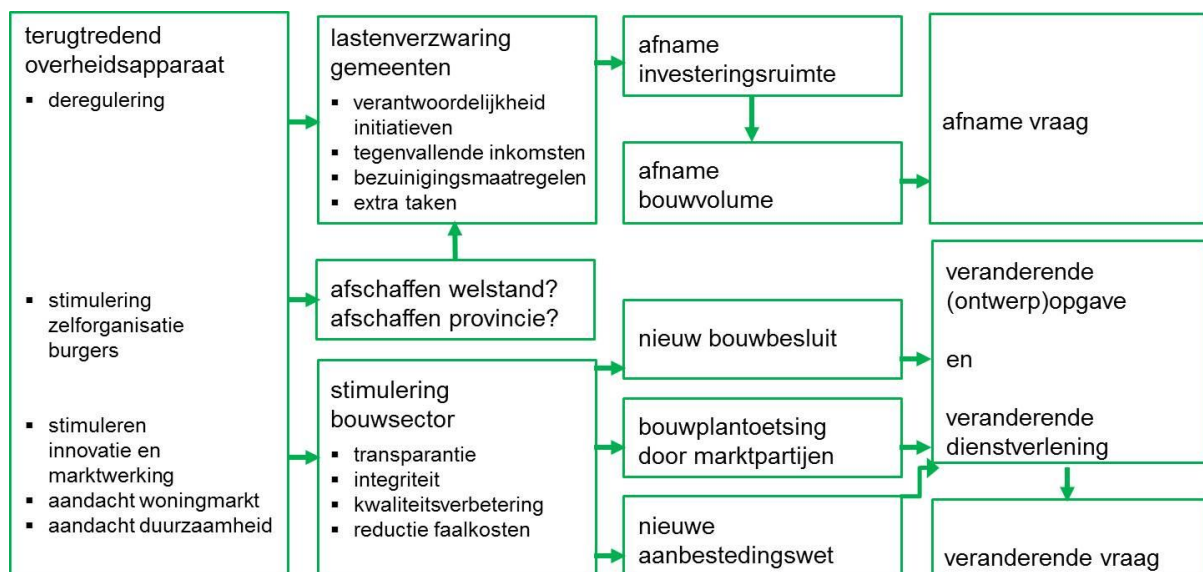 terugtredend
overheidsapparaat
▪ deregulering
▪ stimulering
zelforganisatie
burgers
▪ stimuleren
innovatie en
marktwerking
▪ aandacht woningmarkt
▪ aandacht duurzaamheid
lastenverzwaring
gemeenten
▪ verantwoordelijkheid
initiatieven
▪ tegenvallende inkomsten
▪ bezuinigingsmaatregelen
▪ extra taken
afschaffen welstand?
afschaffen provincie?
stimulering
bouwsector
▪ transparantie
▪ integriteit
▪ kwaliteitsverbetering
▪ reductie faalkosten
afname
investeringsruimte
afname
bouwvolume
nieuw bouwbesluit
bouwplantoetsing
door marktpartijen
nieuwe
aanbestedingswet
afname vraag
veranderende
(ontwerp)opgave
en
veranderende
dienstverlening
veranderende vraag